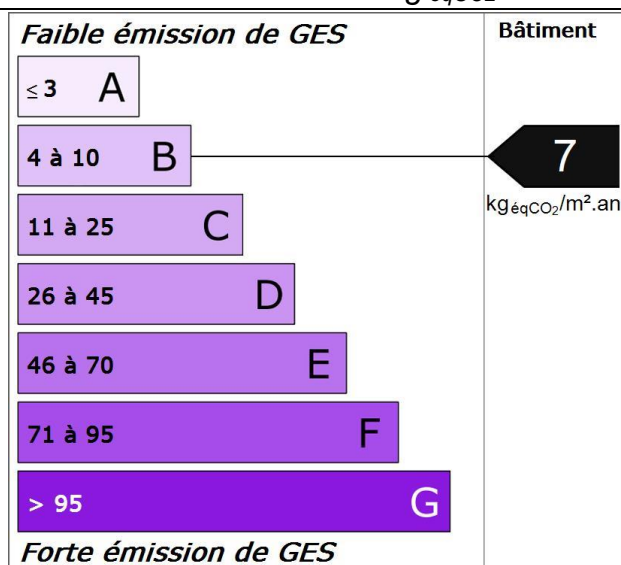 Faible émission de GES
Bâtiment
≤ 3 A
4 à 10 B
7
kgéqCO₂/m².an
11 à 25 C
26 à 45 D
46 à 70 E
71 à 95 F
> 95 G
Forte émission de GES